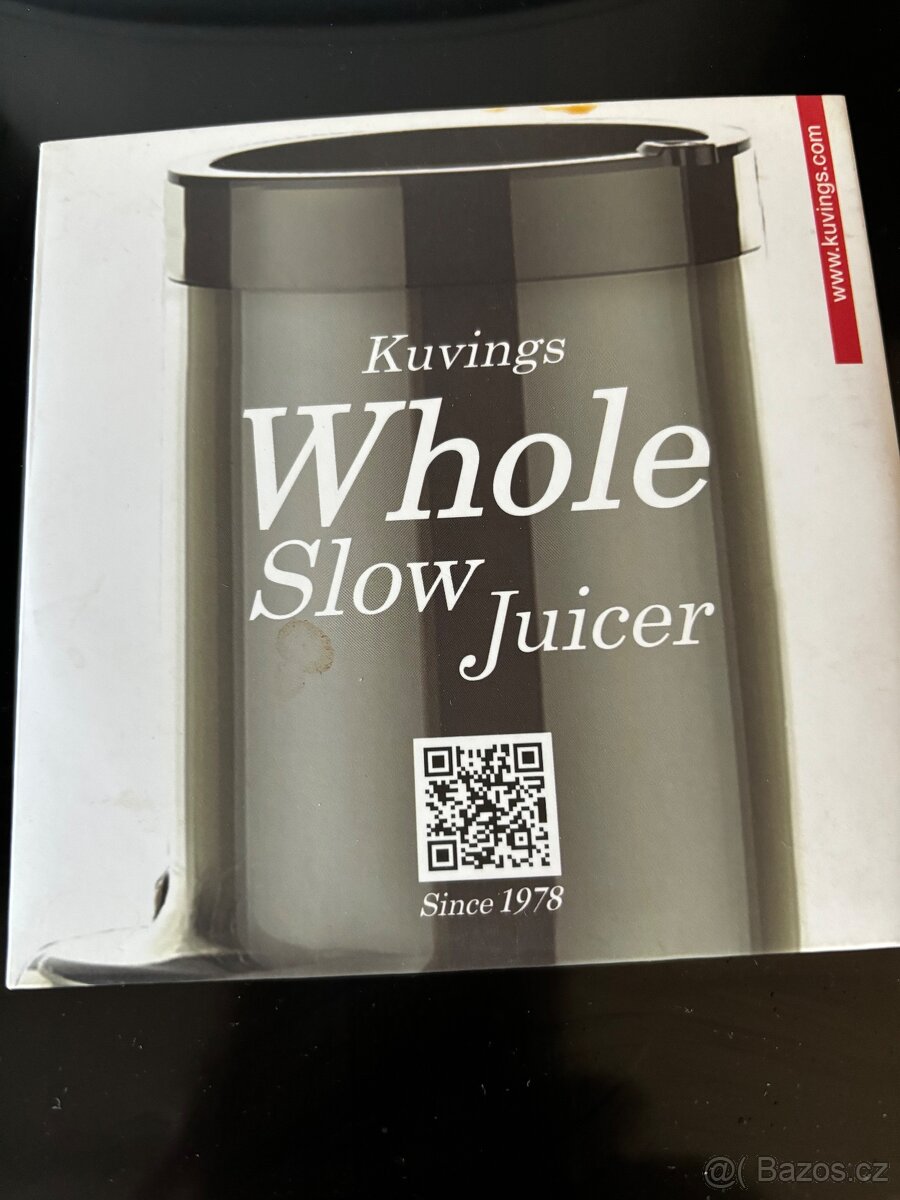 www.kuvings.com
Kuvings
Whole
Slow
Juicer
Since 1978
@( Bazos.cz